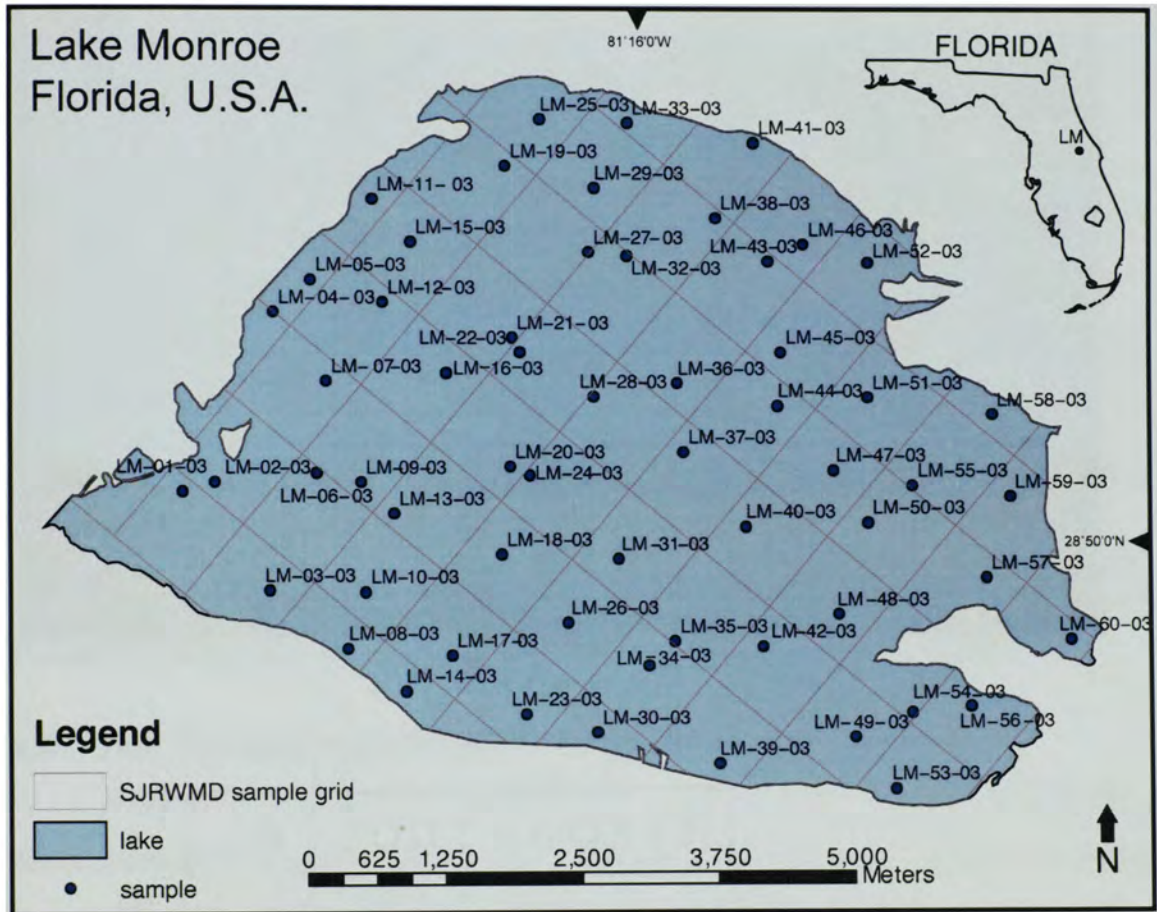 Lake Monroe
Florida, U.S.A.
81°16'0"W
FLORIDA
LM
LM-25-03
LM-33-03
LM-41-03
LM-19-03
LM-29-03
LM-11- 03
LM-38-03
LM-15-03
LM-27-03
LM-46-03
LM-43-03
LM-52-03
LM-32-03
LM-05-03
LM-12-03
LM-04-03
LM-21-03
LM-22-03
LM-45-03
LM-07-03
LM-16-03
LM-28-03
LM-36-03
LM-44-03
LM-51-03
LM-58-03
LM-37-03
LM-20-03
LM-47-03
LM-01-03
LM-02-03
LM-09-03
LM-24-03
LM-55-03
LM-59-03
LM-06-03
LM-13-03
LM-40-03
LM-50-03
28°50'0"N
LM-18-03
LM-31-03
LM-57-03
LM-03-03
LM-10-03
LM-26-03
LM-48-03
LM-35-03
LM-42-03
LM-60-03
LM-08-03
LM-17-03
LM-34-03
LM-14-03
LM-54-03
LM-23-03
LM-49-03
LM-56-03
LM-30-03
LM-39-03
LM-53-03
Legend
SJRWMD sample grid
lake
sample
0 625 1,250 2,500 3,750 5,000
Meters
N